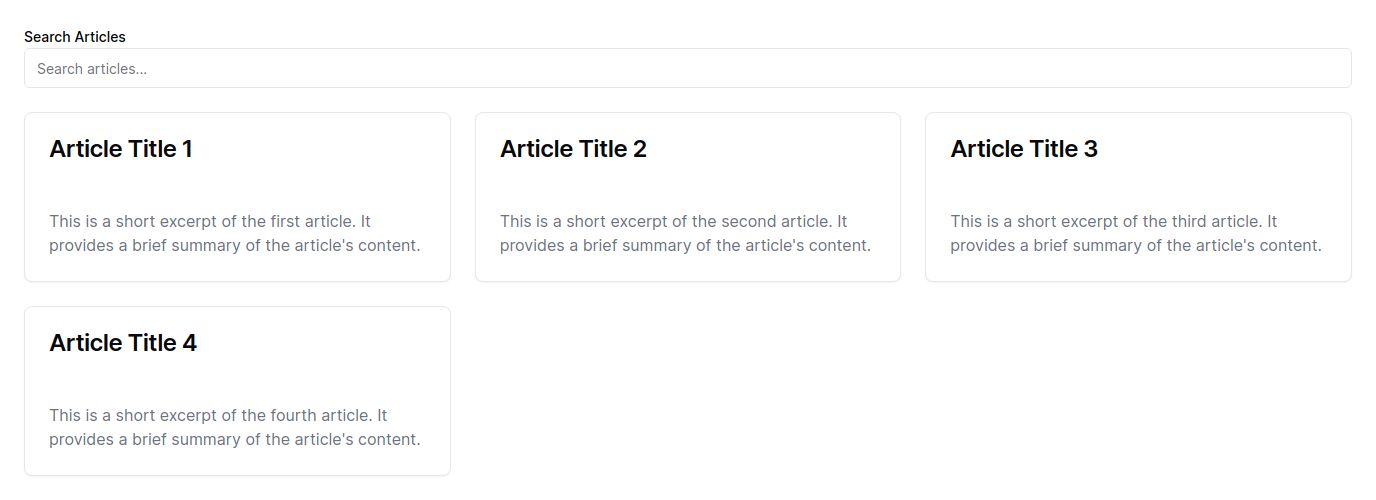 Search Articles
Search articles...
Article Title 1
This is a short excerpt of the first article. It
provides a brief summary of the article's content.
Article Title 2
This is a short excerpt of the second article. It
provides a brief summary of the article's content.
Article Title 3
This is a short excerpt of the third article. It
provides a brief summary of the article's content.
Article Title 4
This is a short excerpt of the fourth article. It
provides a brief summary of the article's content.